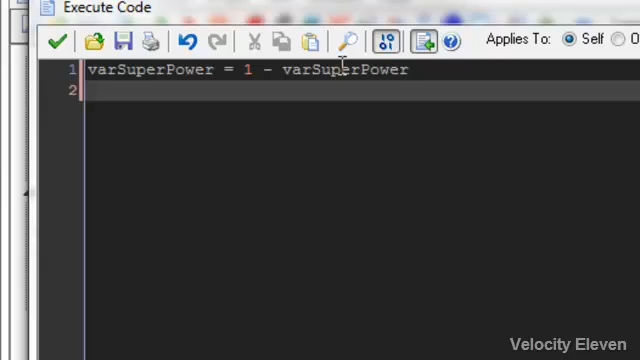 Execute Code
Applies To: Self
1 varSuperPower = 1 - varSuperPower
2
Velocity Eleven